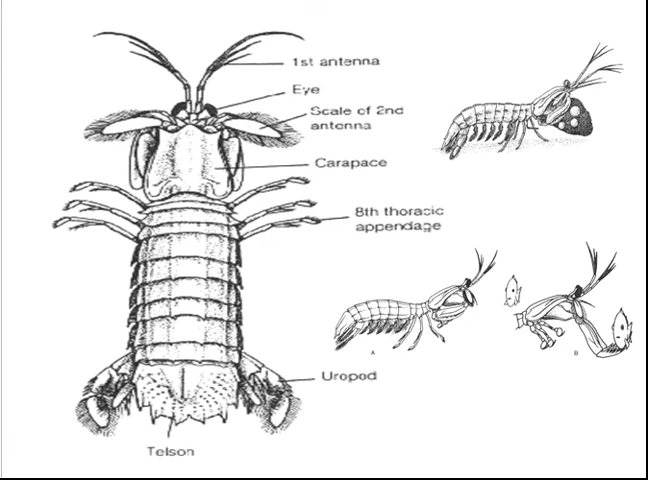 1st antenna
Eye
Scale of 2nd
antenna
Carapace
8th thoracic
appendage
Uropod
Telson
A
B